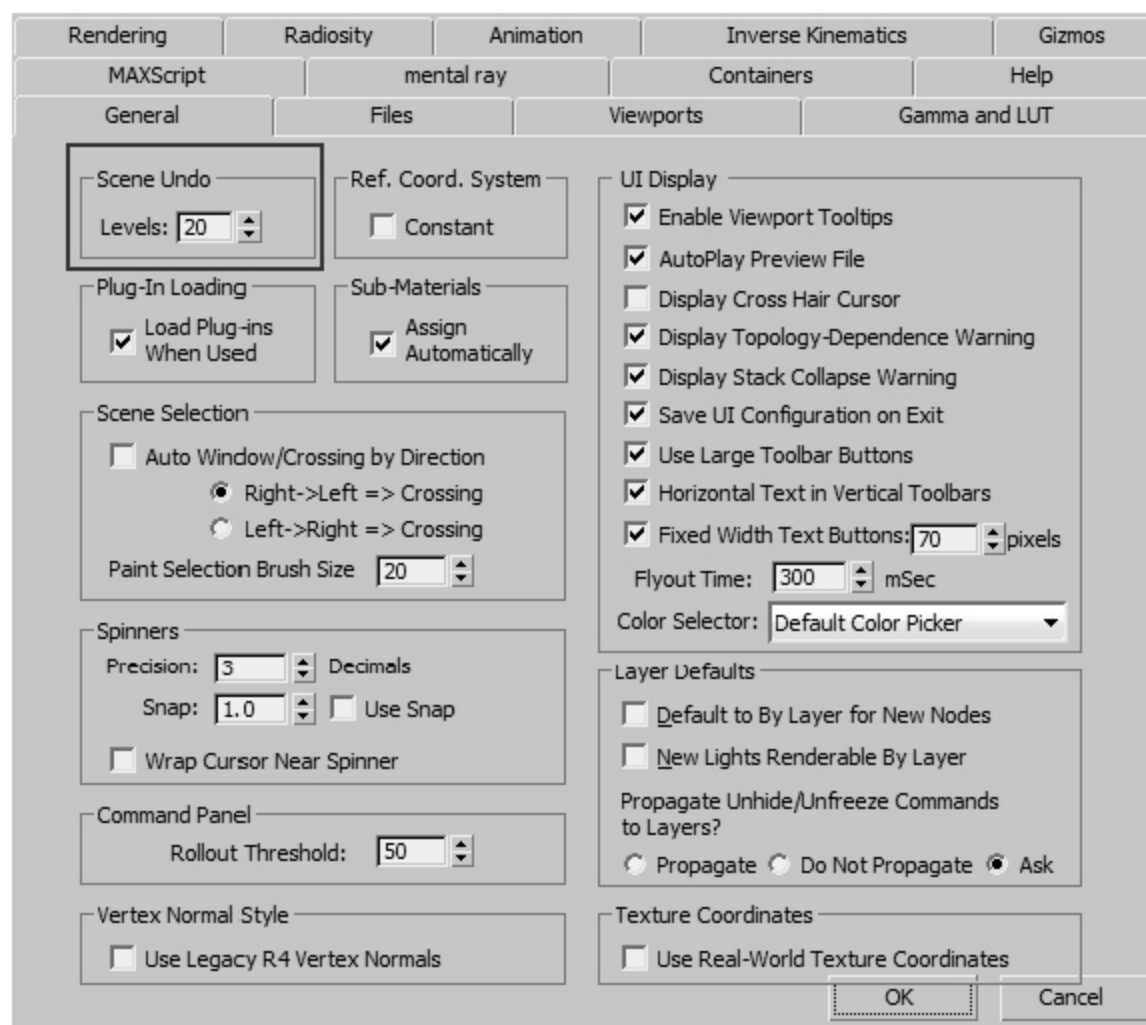 Rendering Radiosity Animation Inverse Kinematics Gizmos
MAXScript mental ray Containers Help
General Files Viewports Gamma and LUT
Scene Undo
Levels: 20
Ref. Coord. System
Constant
Plug-In Loading
Load Plug-ins
When Used
Sub-Materials
Assign
Automatically
Scene Selection
Auto Window/Crossing by Direction
Right->Left => Crossing
Left->Right => Crossing
Paint Selection Brush Size 20
Spinners
Precision: 3 Decimals
Snap: 1.0 Use Snap
Wrap Cursor Near Spinner
Command Panel
Rollout Threshold: 50
Vertex Normal Style
Use Legacy R4 Vertex Normals
UI Display
Enable Viewport Tooltips
AutoPlay Preview File
Display Cross Hair Cursor
Display Topology-Dependence Warning
Display Stack Collapse Warning
Save UI Configuration on Exit
Use Large Toolbar Buttons
Horizontal Text in Vertical Toolbars
Fixed Width Text Buttons: 70 pixels
Flyout Time: 300 mSec
Color Selector: Default Color Picker
Layer Defaults
Default to By Layer for New Nodes
New Lights Renderable By Layer
Propagate Unhide/Unfreeze Commands
to Layers?
Propagate Do Not Propagate Ask
Texture Coordinates
Use Real-World Texture Coordinates
OK Cancel